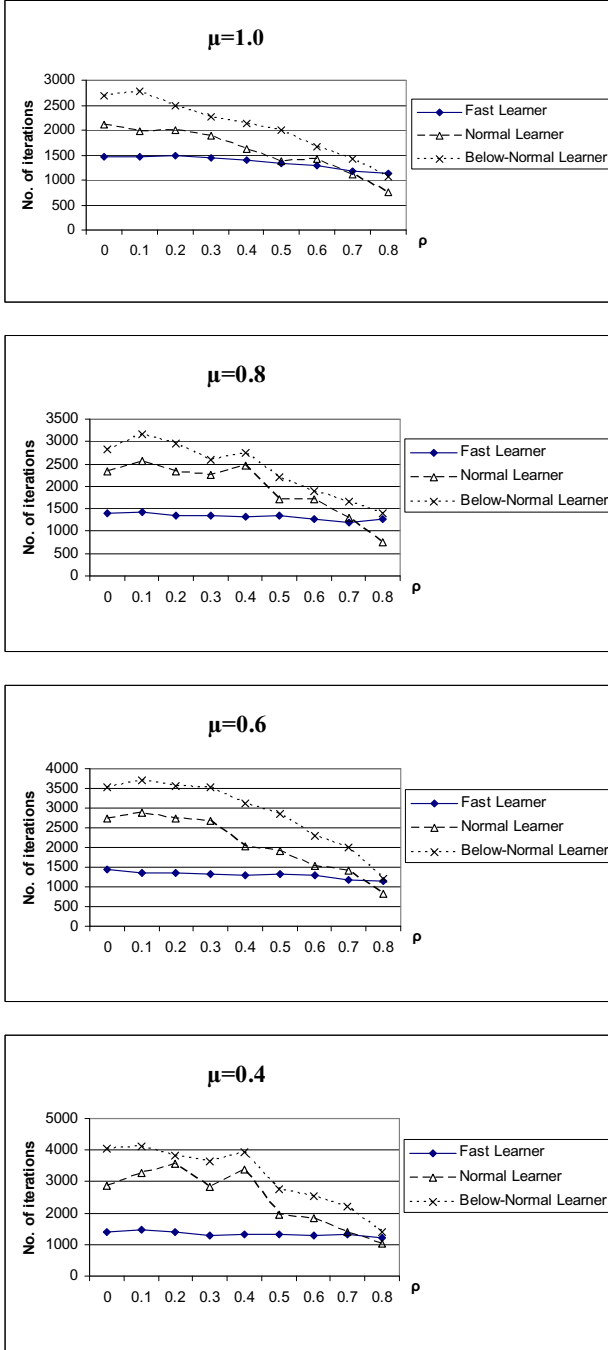 μ=1.0
No. of iterations
3000
2500
2000
1500
1000
500
0
0 0.1 0.2 0.3 0.4 0.5 0.6 0.7 0.8
ρ
Fast Learner
Normal Learner
Below-Normal Learner
μ=0.8
No. of iterations
3500
3000
2500
2000
1500
1000
500
0
0 0.1 0.2 0.3 0.4 0.5 0.6 0.7 0.8
ρ
Fast Learner
Normal Learner
Below-Normal Learner
μ=0.6
No. of iterations
4000
3500
3000
2500
2000
1500
1000
500
0
0 0.1 0.2 0.3 0.4 0.5 0.6 0.7 0.8
ρ
Fast Learner
Normal Learner
Below-Normal Learner
μ=0.4
No. of iterations
5000
4000
3000
2000
1000
0
0 0.1 0.2 0.3 0.4 0.5 0.6 0.7 0.8
ρ
Fast Learner
Normal Learner
Below-Normal Learner